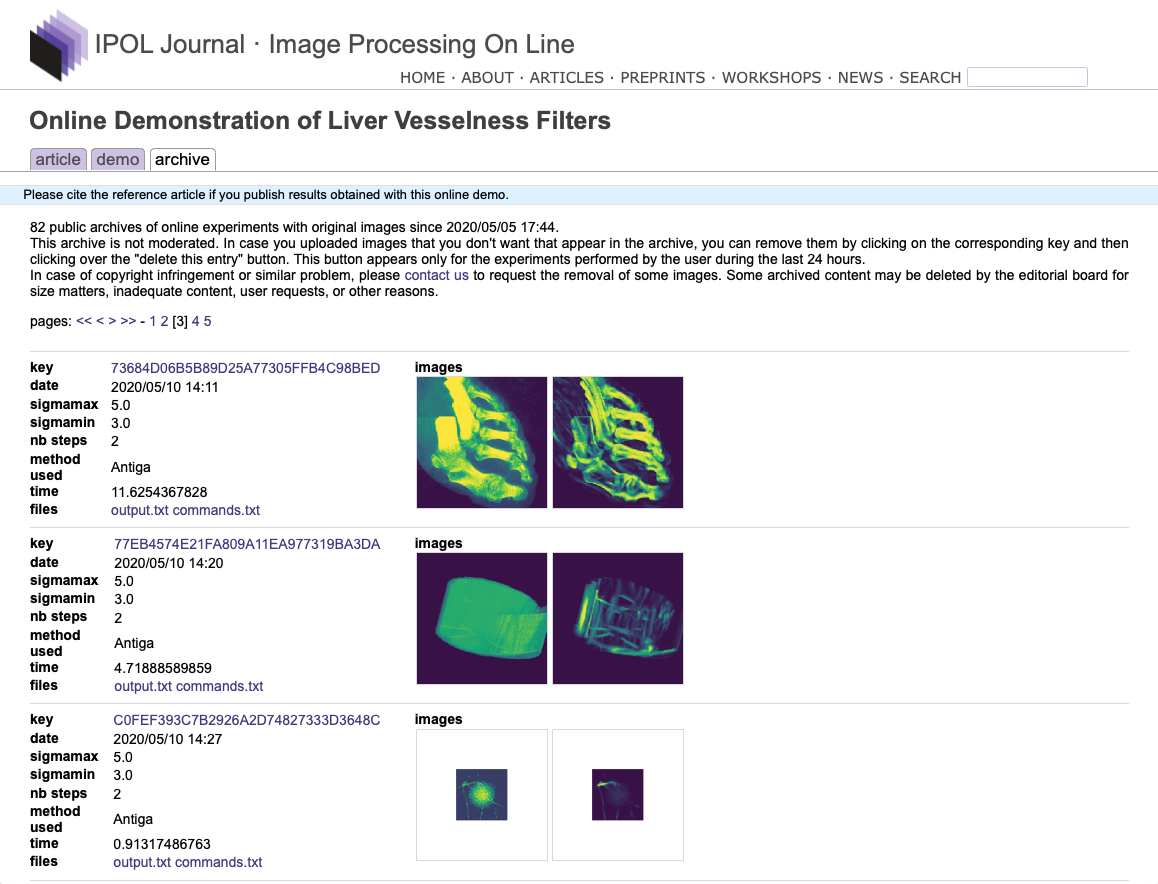 IPOL Journal · Image Processing On Line
HOME · ABOUT · ARTICLES · PREPRINTS · WORKSHOPS · NEWS · SEARCH
Online Demonstration of Liver Vesselness Filters
article demo archive
Please cite the reference article if you publish results obtained with this online demo.
82 public archives of online experiments with original images since 2020/05/05 17:44.
This archive is not moderated. In case you uploaded images that you don't want that appear in the archive, you can remove them by clicking on the corresponding key and then
clicking over the "delete this entry" button. This button appears only for the experiments performed by the user during the last 24 hours.
In case of copyright infringement or similar problem, please contact us to request the removal of some images. Some archived content may be deleted by the editorial board for
size matters, inadequate content, user requests, or other reasons.
pages: << < > >> - 1 2 [3] 4 5
key 73684D06B5B89D25A77305FFB4C98BED images
date 2020/05/10 14:11
sigmamax 5.0
sigmamin 3.0
nb steps 2
method
used Antiga
time 11.6254367828
files output.txt commands.txt
key 77EB4574E21FA809A11EA977319BA3DA images
date 2020/05/10 14:20
sigmamax 5.0
sigmamin 3.0
nb steps 2
method
used Antiga
time 4.71888589859
files output.txt commands.txt
key C0FEF393C7B2926A2D74827333D3648C images
date 2020/05/10 14:27
sigmamax 5.0
sigmamin 3.0
nb steps 2
method
used Antiga
time 0.91317486763
files output.txt commands.txt